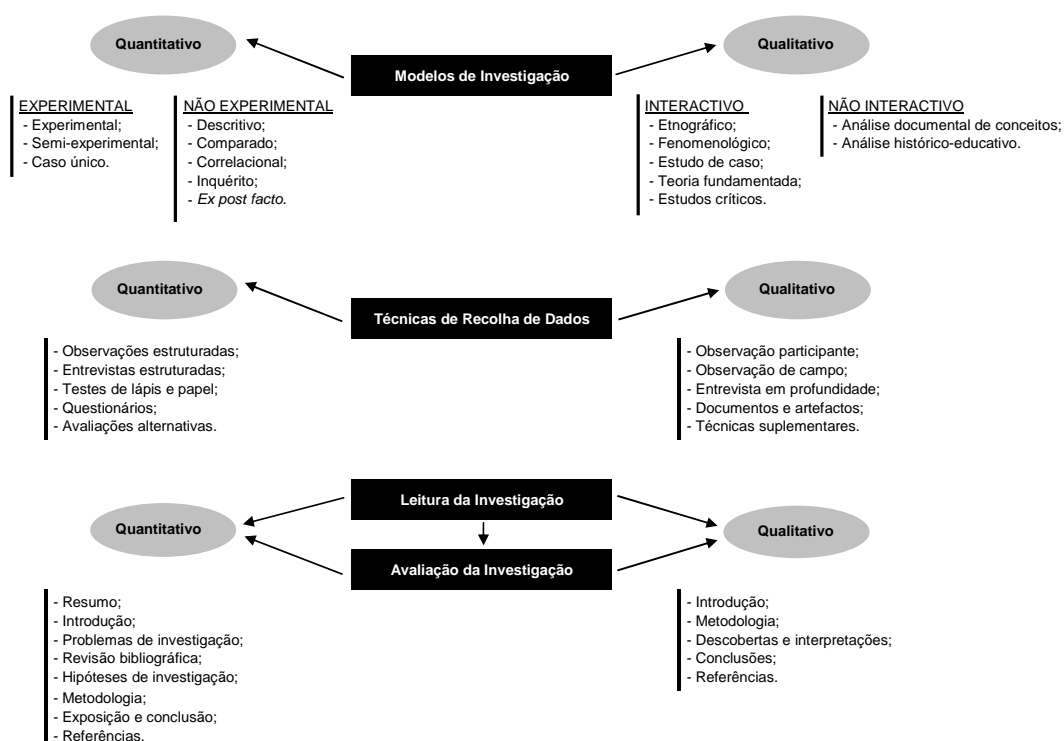 Quantitativo
Qualitativo
Modelos de Investigação
EXPERIMENTAL
- Experimental;
- Semi-experimental;
- Caso único.
NÃO EXPERIMENTAL
- Descritivo;
- Comparado;
- Correlacional;
- Inquérito;
- Ex post facto.
INTERACTIVO
- Etnográfico;
- Fenomenológico;
- Estudo de caso;
- Teoria fundamentada;
- Estudos críticos.
NÃO INTERACTIVO
- Análise documental de conceitos;
- Análise histórico-educativo.
Quantitativo
Qualitativo
Técnicas de Recolha de Dados
- Observações estruturadas;
- Entrevistas estruturadas;
- Testes de lápis e papel;
- Questionários;
- Avaliações alternativas.
- Observação participante;
- Observação de campo;
- Entrevista em profundidade;
- Documentos e artefactos;
- Técnicas suplementares.
Leitura da Investigação
Quantitativo
Qualitativo
Avaliação da Investigação
- Resumo;
- Introdução;
- Problemas de investigação;
- Revisão bibliográfica;
- Hipóteses de investigação;
- Metodologia;
- Exposição e conclusão;
- Referências.
- Introdução;
- Metodologia;
- Descobertas e interpretações;
- Conclusões;
- Referências.